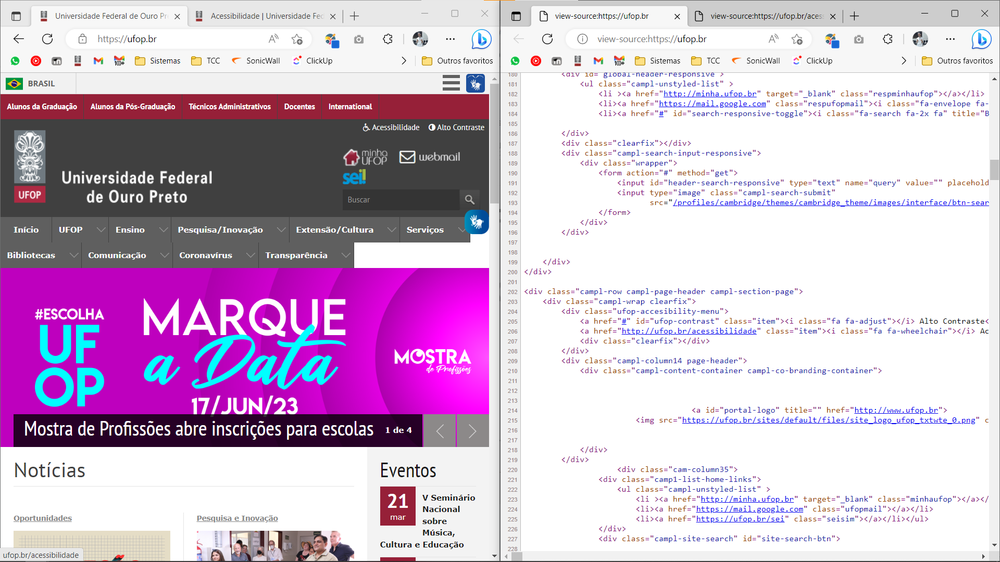 Universidade Federal de Ouro Pr
Acessibilidade | Universidade Fed
https://ufop.br
Sistemas
TCC
SonicWall
ClickUp
Outros favoritos
BRASIL
Alunos da Graduação
Alunos da Pós-Graduação
Técnicos Administrativos
Docentes
International
Acessibilidade
Alto Contraste
UFOP
Universidade Federal
de Ouro Preto
minha
UFOP
webmail
sei!
Buscar
Início
UFOP
Ensino
Pesquisa/Inovação
Extensão/Cultura
Serviços
Bibliotecas
Comunicação
Coronavírus
Transparência
#ESCOLHA
UF
OP
MARQUE
a Data
17/JUN/23
MOSTRA
de Profissões
Mostra de Profissões abre inscrições para escolas
1 de 4
Notícias
Oportunidades
Pesquisa e Inovação
Eventos
21
mar
V Seminário
Nacional
sobre
Música,
Cultura e Educação
ufop.br/acessibilidade
view-source:https://ufop.br
view-source:https://ufop.br/acess
view-source:https://ufop.br
Sistemas
TCC
SonicWall
ClickUp
Outros favoritos
180 <div id="global-header-responsive">
181 <ul class="campl-unstyled-list" >
182 <li ><a href="http://minha.ufop.br" target="_blank" class="respminhaufop"></a></li>
183 <li><a href="https://mail.google.com" class="respufopmail"><i class="fa-envelope fa-
184 <li><a href="#" id="search-responsive-toggle"><i class="fa-search fa-2x fa" title="B
185
186 </div>
187 <div class="clearfix"></div>
188 <div class="campl-search-input-responsive">
189 <div class="wrapper">
190 <form action="#" method="get">
191 <input id="header-search-responsive" type="text" name="query" value="" placehold
192 <input type="image" class="campl-search-submit"
193 src="/profiles/cambridge/themes/cambridge_theme/images/interface/btn-sear
194 </form>
195 </div>
196 </div>
197
198
199 </div>
200 </div>
201
202 <div class="campl-row campl-page-header campl-section-page">
203 <div class="campl-wrap clearfix">
204 <div class="ufop-accesibility-menu">
205 <a href="#" id="ufop-contrast" class="item"><i class="fa fa-adjust"></i> Alto Contraste<
206 <a href="http://ufop.br/acessibilidade" class="item"><i class="fa fa-wheelchair"></i> Ac
207 <div class="clearfix"></div>
208 </div>
209 <div class="campl-column14 page-header">
210 <div class="campl-content-container campl-co-branding-container">
211
212
213
214 <a id="portal-logo" title="" href="http://www.ufop.br">
215 <img src="https://ufop.br/sites/default/files/site_logo_ufop_txtwte_0.png" c
216
217
218 </div>
219 </div>
220 <div class="cam-column35">
221 <div class="camp1-list-home-links">
222 <ul class="campl-unstyled-list" >
223 <li ><a href="http://minha.ufop.br" target="_blank" class="minhaufop"></a></
224 <li><a href="https://mail.google.com" class="ufopmail"></a></li>
225 <li><a href="https://ufop.br/sei" class="seisim"></a></li></ul>
226 </div>
227 <div class="campl-site-search" id="site-search-btn">
228